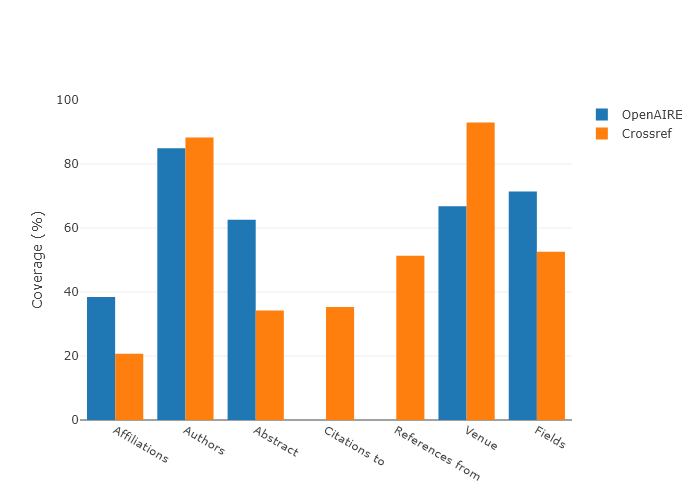 100
80
60
40
20
0
Coverage (%)
Affiliations
Authors
Abstract
Citations to
References from
Venue
Fields
OpenAIRE
Crossref